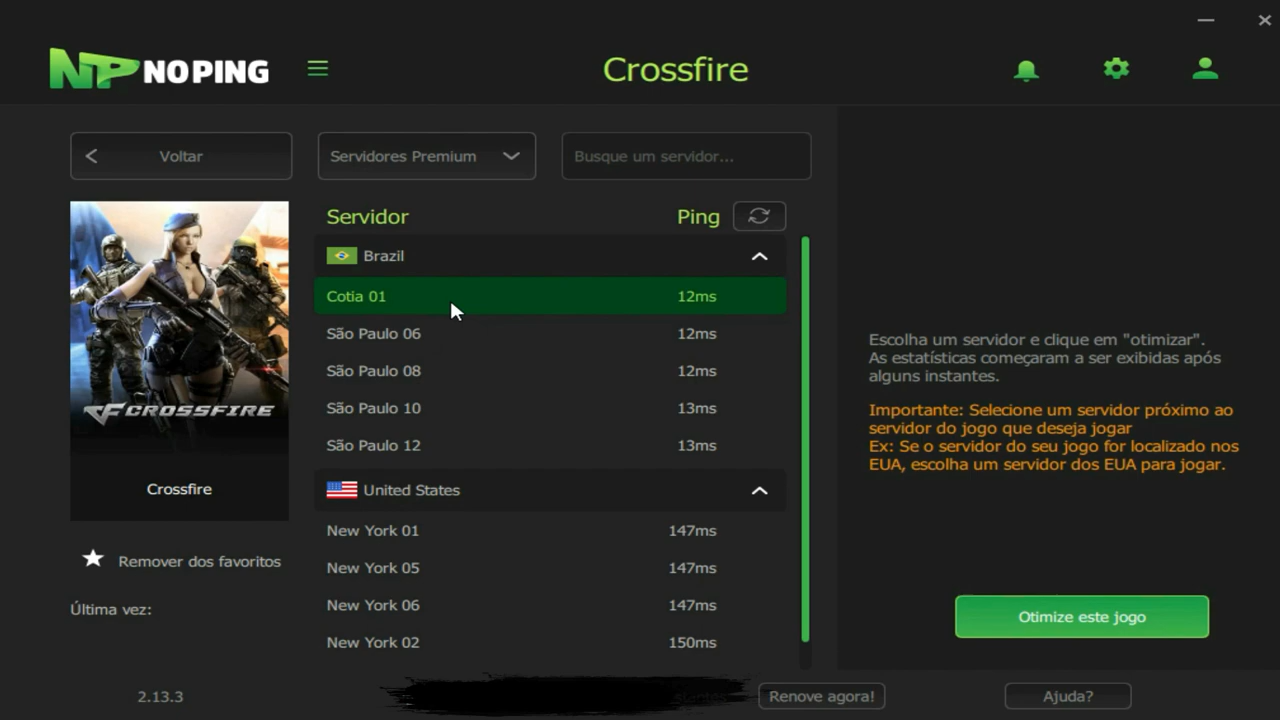 NP NOPING
Crossfire
Voltar
Servidores Premium
Busque um servidor...
Servidor Ping
Brazil
Cotia 01 12ms
São Paulo 06 12ms
São Paulo 08 12ms
São Paulo 10 13ms
São Paulo 12 13ms
United States
New York 01 147ms
New York 05 147ms
New York 06 147ms
New York 02 150ms
CF CROSSFIRE
Crossfire
Remover dos favoritos
Última vez:
Escolha um servidor e clique em "otimizar".
As estatísticas começaram a ser exibidas após
alguns instantes.
Importante: Selecione um servidor próximo ao
servidor do jogo que deseja jogar
Ex: Se o servidor do seu jogo for localizado nos
EUA, escolha um servidor dos EUA para jogar.
Otimize este jogo
2.13.3
Renove agora!
Ajuda?